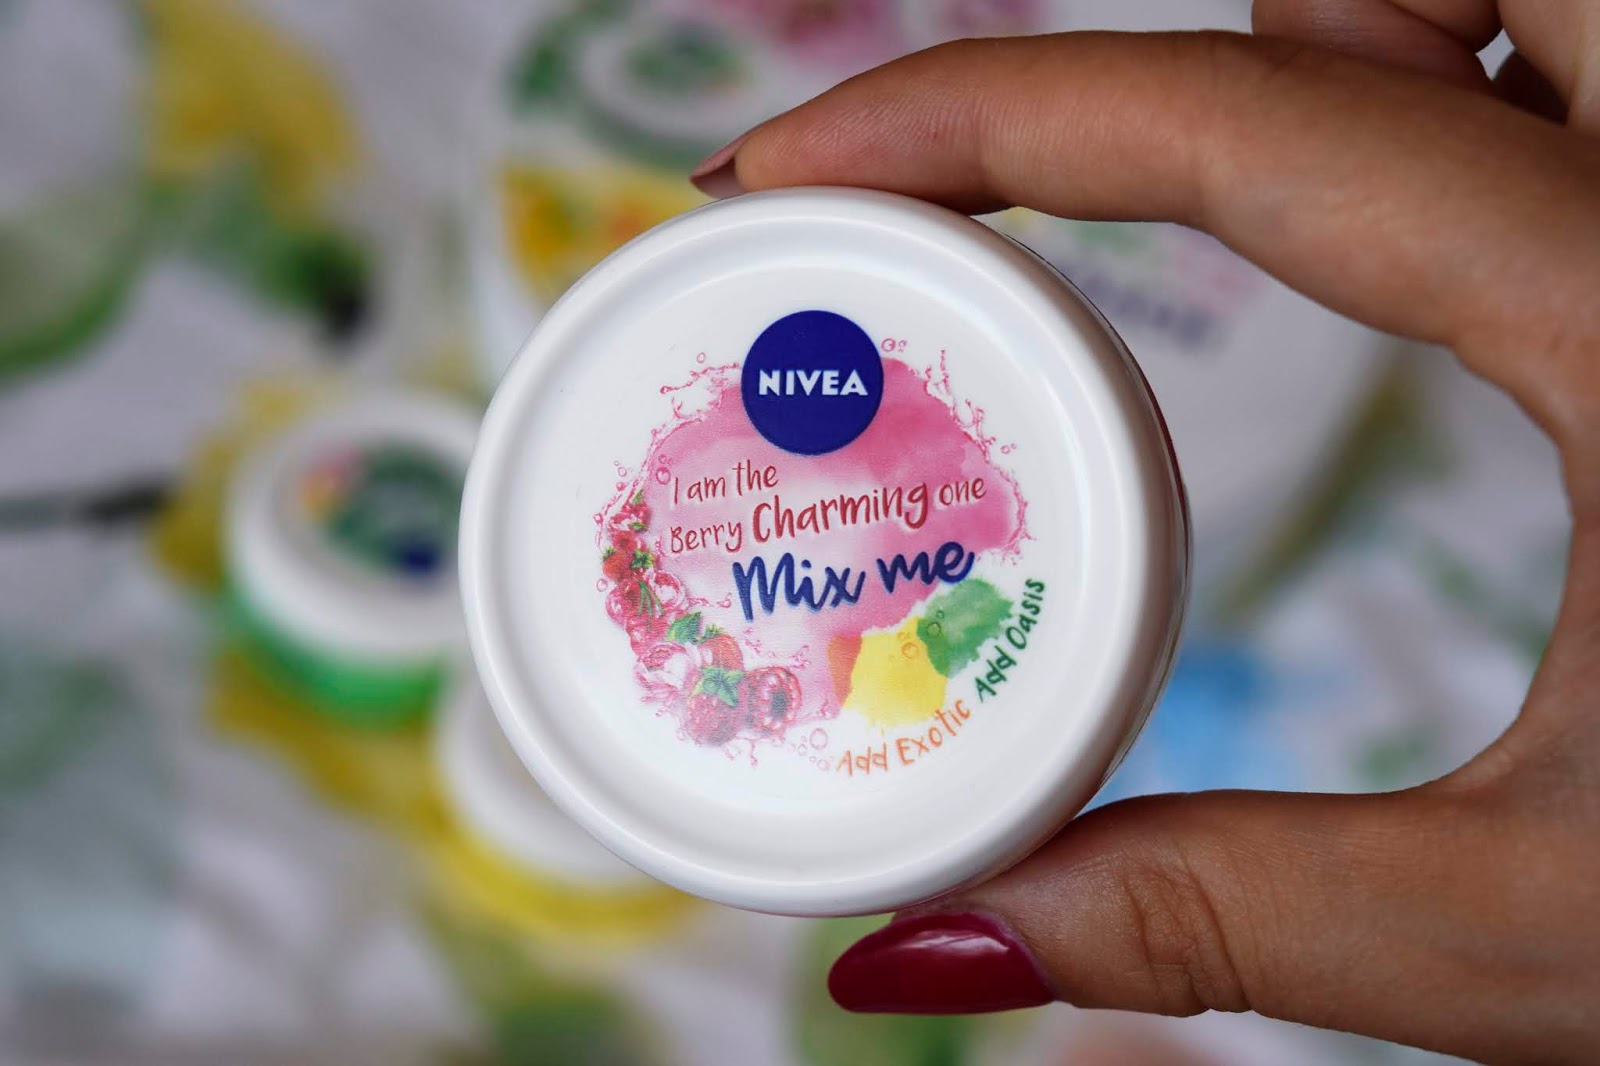 NIVEA
I am the
Berry Charming one
Mix me
Add Exotic Add Oasis